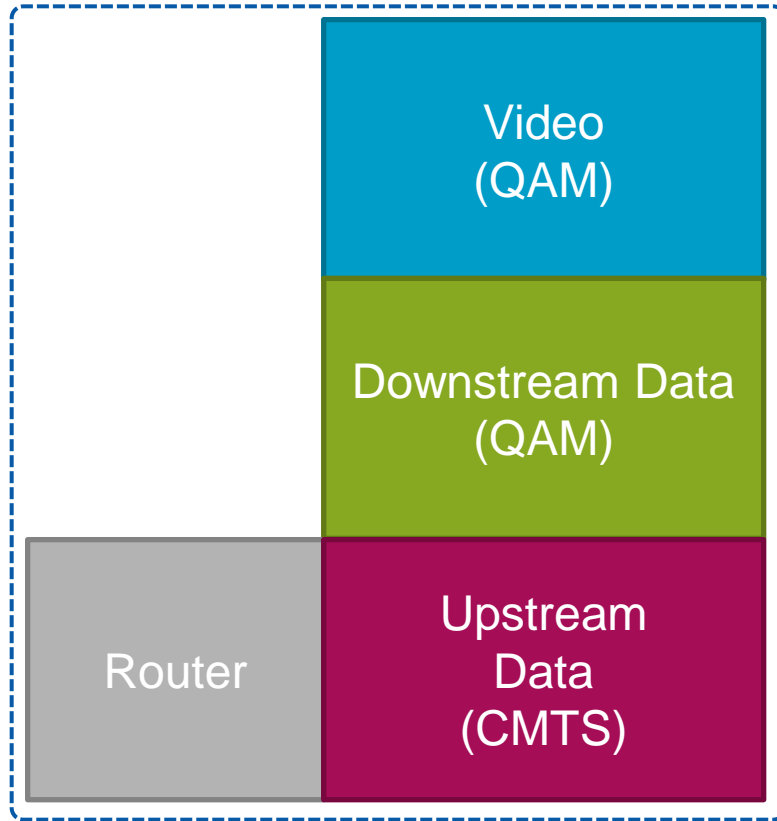 Video
(QAM)
Downstream Data
(QAM)
Router
Upstream
Data
(CMTS)